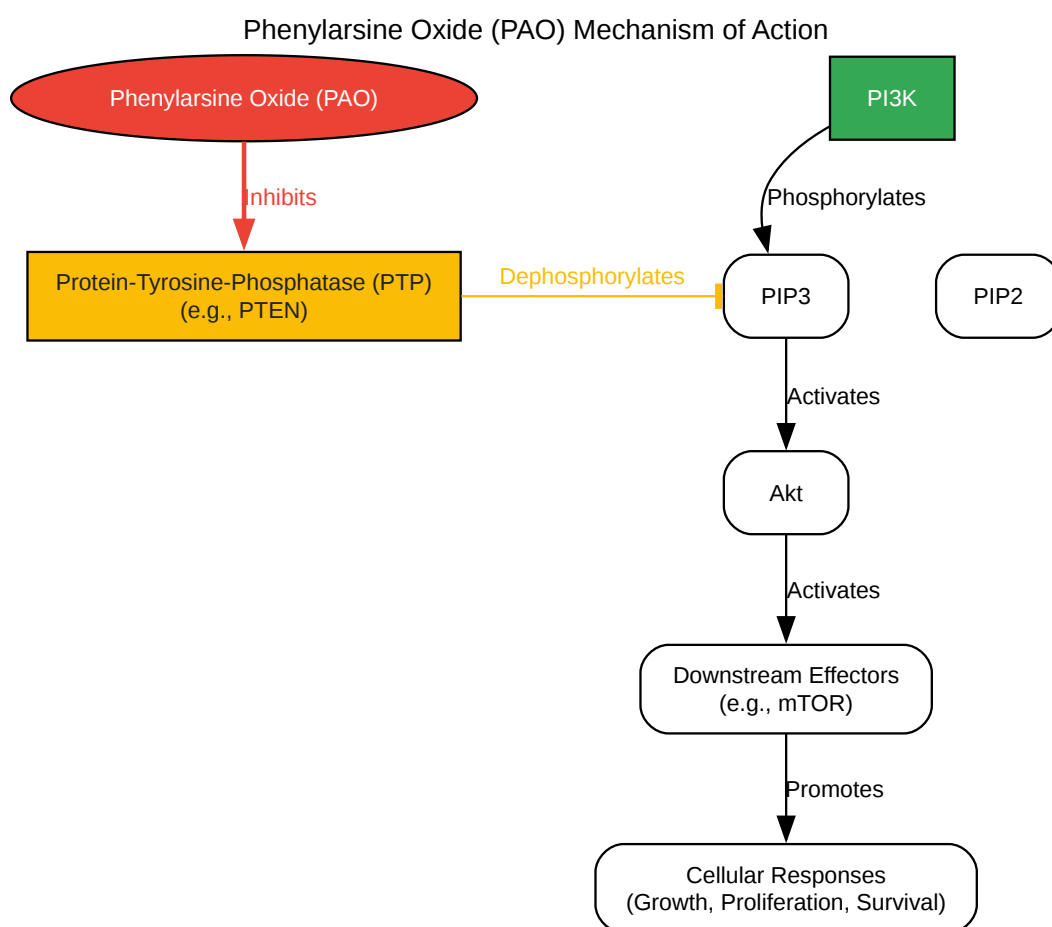 Phenylarsine Oxide (PAO) Mechanism of Action
Phenylarsine Oxide (PAO)
PI3K
Inhibits
Phosphorylates
Protein-Tyrosine-Phosphatase (PTP)
(e.g., PTEN)
Dephosphorylates
PIP3
PIP2
Activates
Akt
Activates
Downstream Effectors
(e.g., mTOR)
Promotes
Cellular Responses
(Growth, Proliferation, Survival)